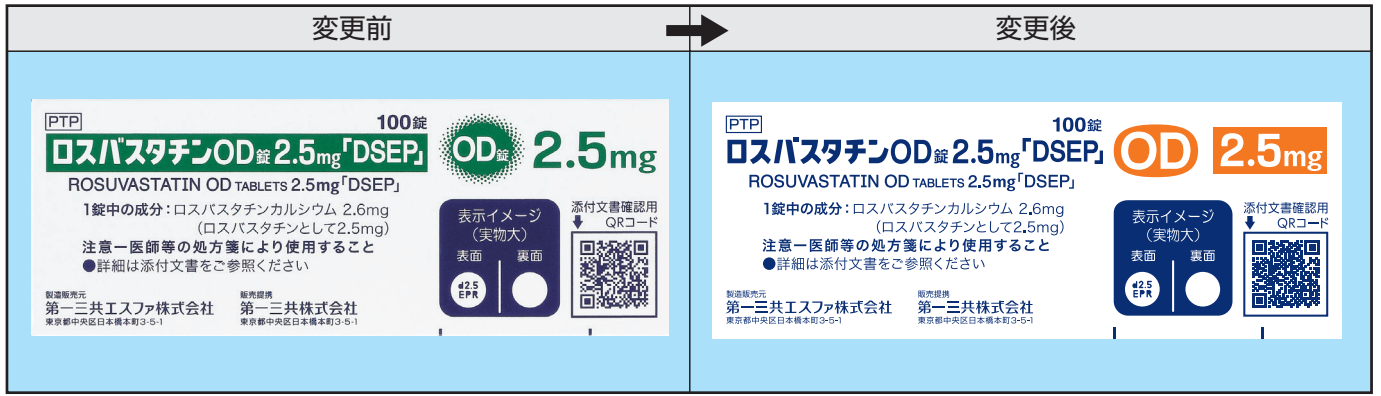 変更前
変更後
PTP
100錠
ロスバスタチンOD錠2.5mg「DSEP」
ROSUVASTATIN OD TABLETS 2.5mg「DSEP」
OD錠
2.5mg
1錠中の成分：ロスバスタチンカルシウム 2.6mg
(ロスバスタチンとして2.5mg)
注意－医師等の処方箋により使用すること
●詳細は添付文書をご参照ください
製造販売元
第一三共エスファ株式会社
東京都中央区日本橋本町3-5-1
販売提携
第一三共株式会社
東京都中央区日本橋本町3-5-1
表示イメージ
(実物大)
表面
裏面
d2.5
EPR
添付文書確認用
QRコード
PTP
100錠
ロスバスタチンOD錠2.5mg「DSEP」
ROSUVASTATIN OD TABLETS 2.5mg「DSEP」
OD
2.5mg
1錠中の成分：ロスバスタチンカルシウム 2.6mg
(ロスバスタチンとして2.5mg)
注意－医師等の処方箋により使用すること
●詳細は添付文書をご参照ください
製造販売元
第一三共エスファ株式会社
東京都中央区日本橋本町3-5-1
販売提携
第一三共株式会社
東京都中央区日本橋本町3-5-1
表示イメージ
(実物大)
表面
裏面
d2.5
EPR
添付文書確認用
QRコード